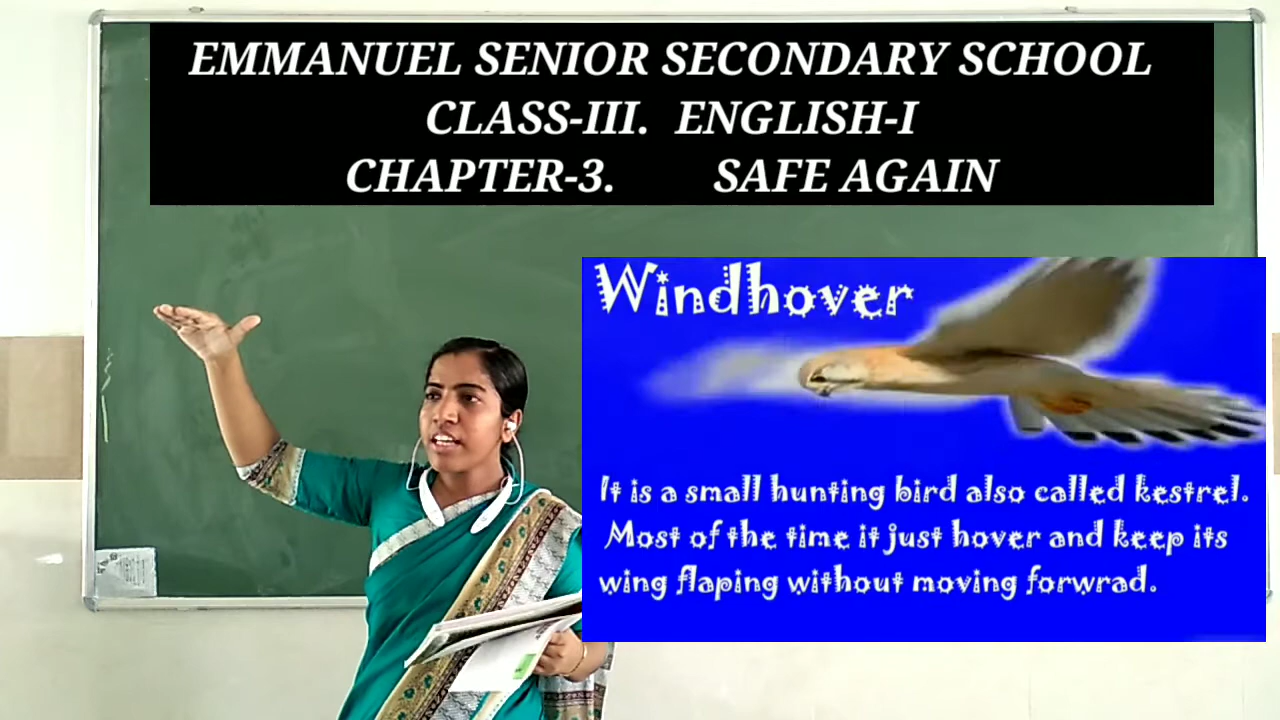 EMMANUEL SENIOR SECONDARY SCHOOL
CLASS-III. ENGLISH-I
CHAPTER-3. SAFE AGAIN
Windhover
It is a small hunting bird also called kestrel.
Most of the time it just hover and keep its
wing flaping without moving forwrad.